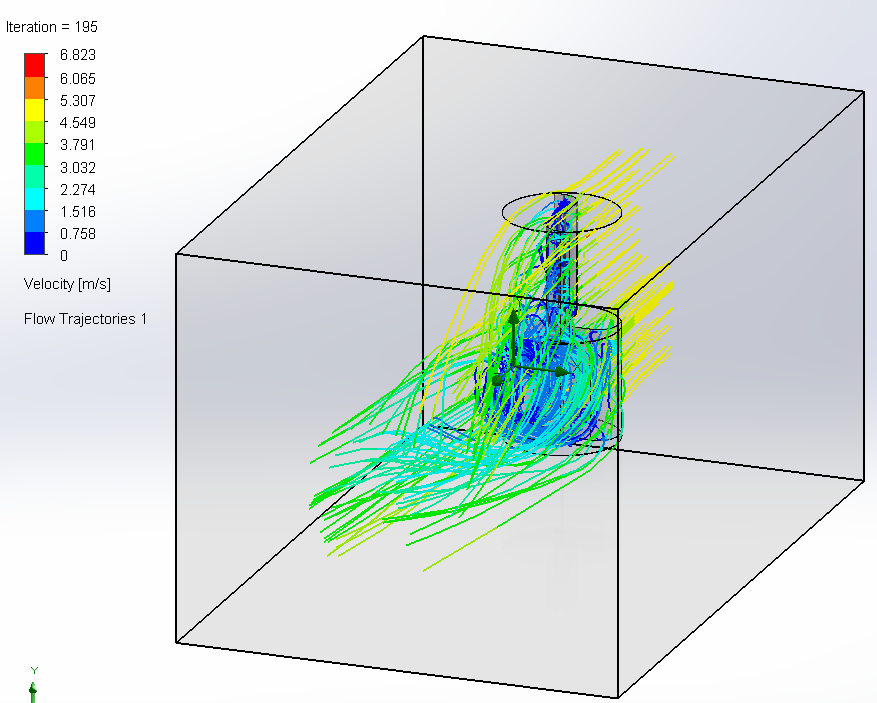 Iteration = 195
6.823
6.065
5.307
4.549
3.791
3.032
2.274
1.516
0.758
0
Velocity [m/s]
Flow Trajectories 1
X
Y